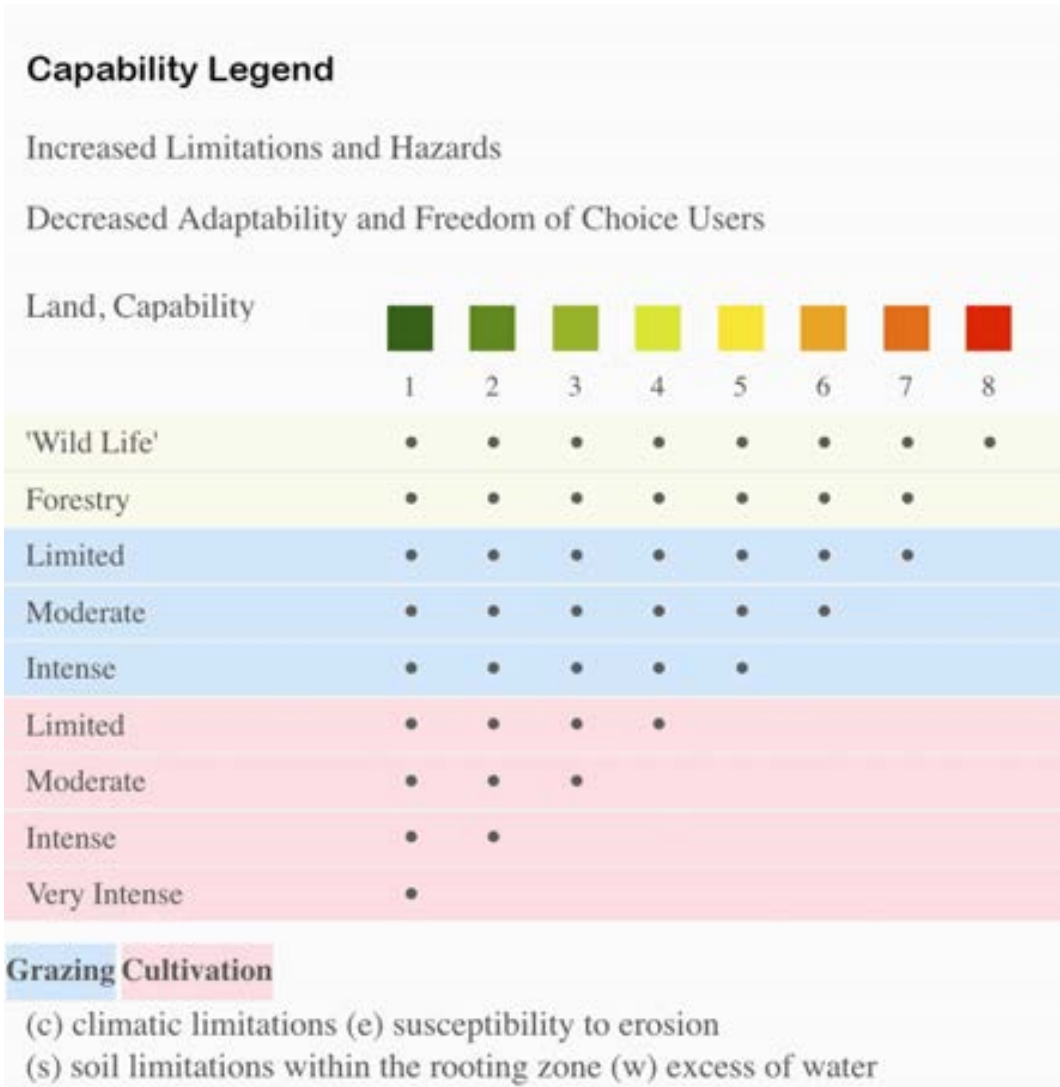 Capability Legend
Increased Limitations and Hazards
Decreased Adaptability and Freedom of Choice Users
Land, Capability
1 2 3 4 5 6 7 8
'Wild Life'
Forestry
Limited
Moderate
Intense
Limited
Moderate
Intense
Very Intense
Grazing Cultivation
(c) climatic limitations (e) susceptibility to erosion
(s) soil limitations within the rooting zone (w) excess of water